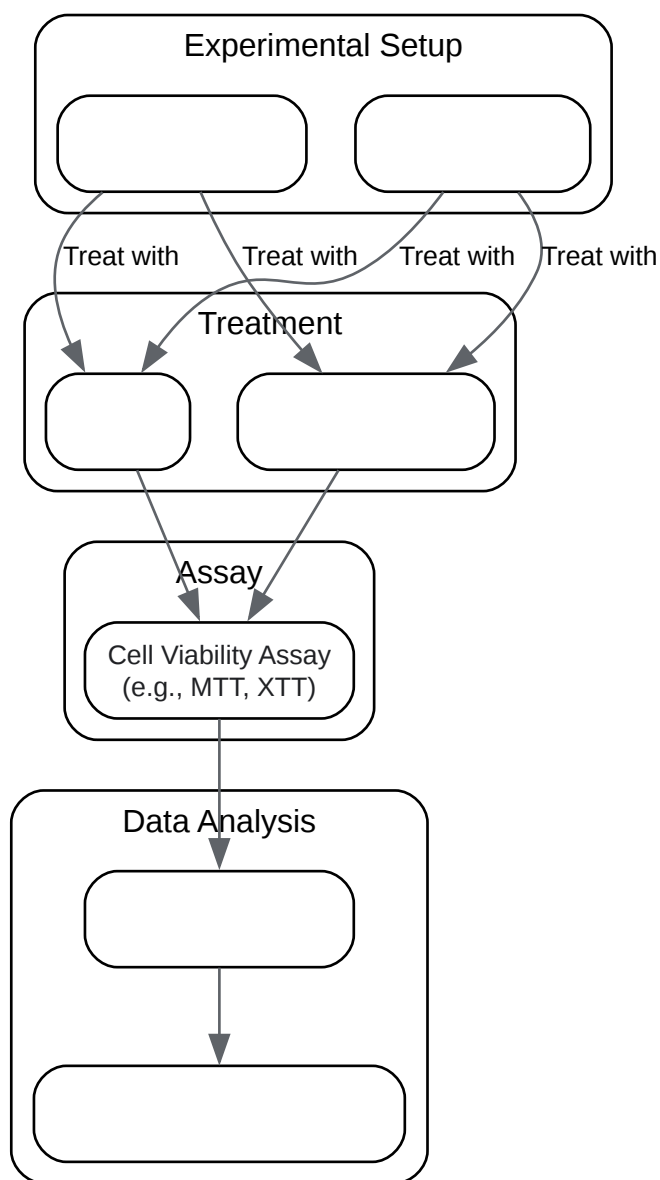 Experimental Setup
Treat with
Treat with
Treat with
Treat with
Treatment
Assay
Cell Viability Assay
(e.g., MTT, XTT)
Data Analysis